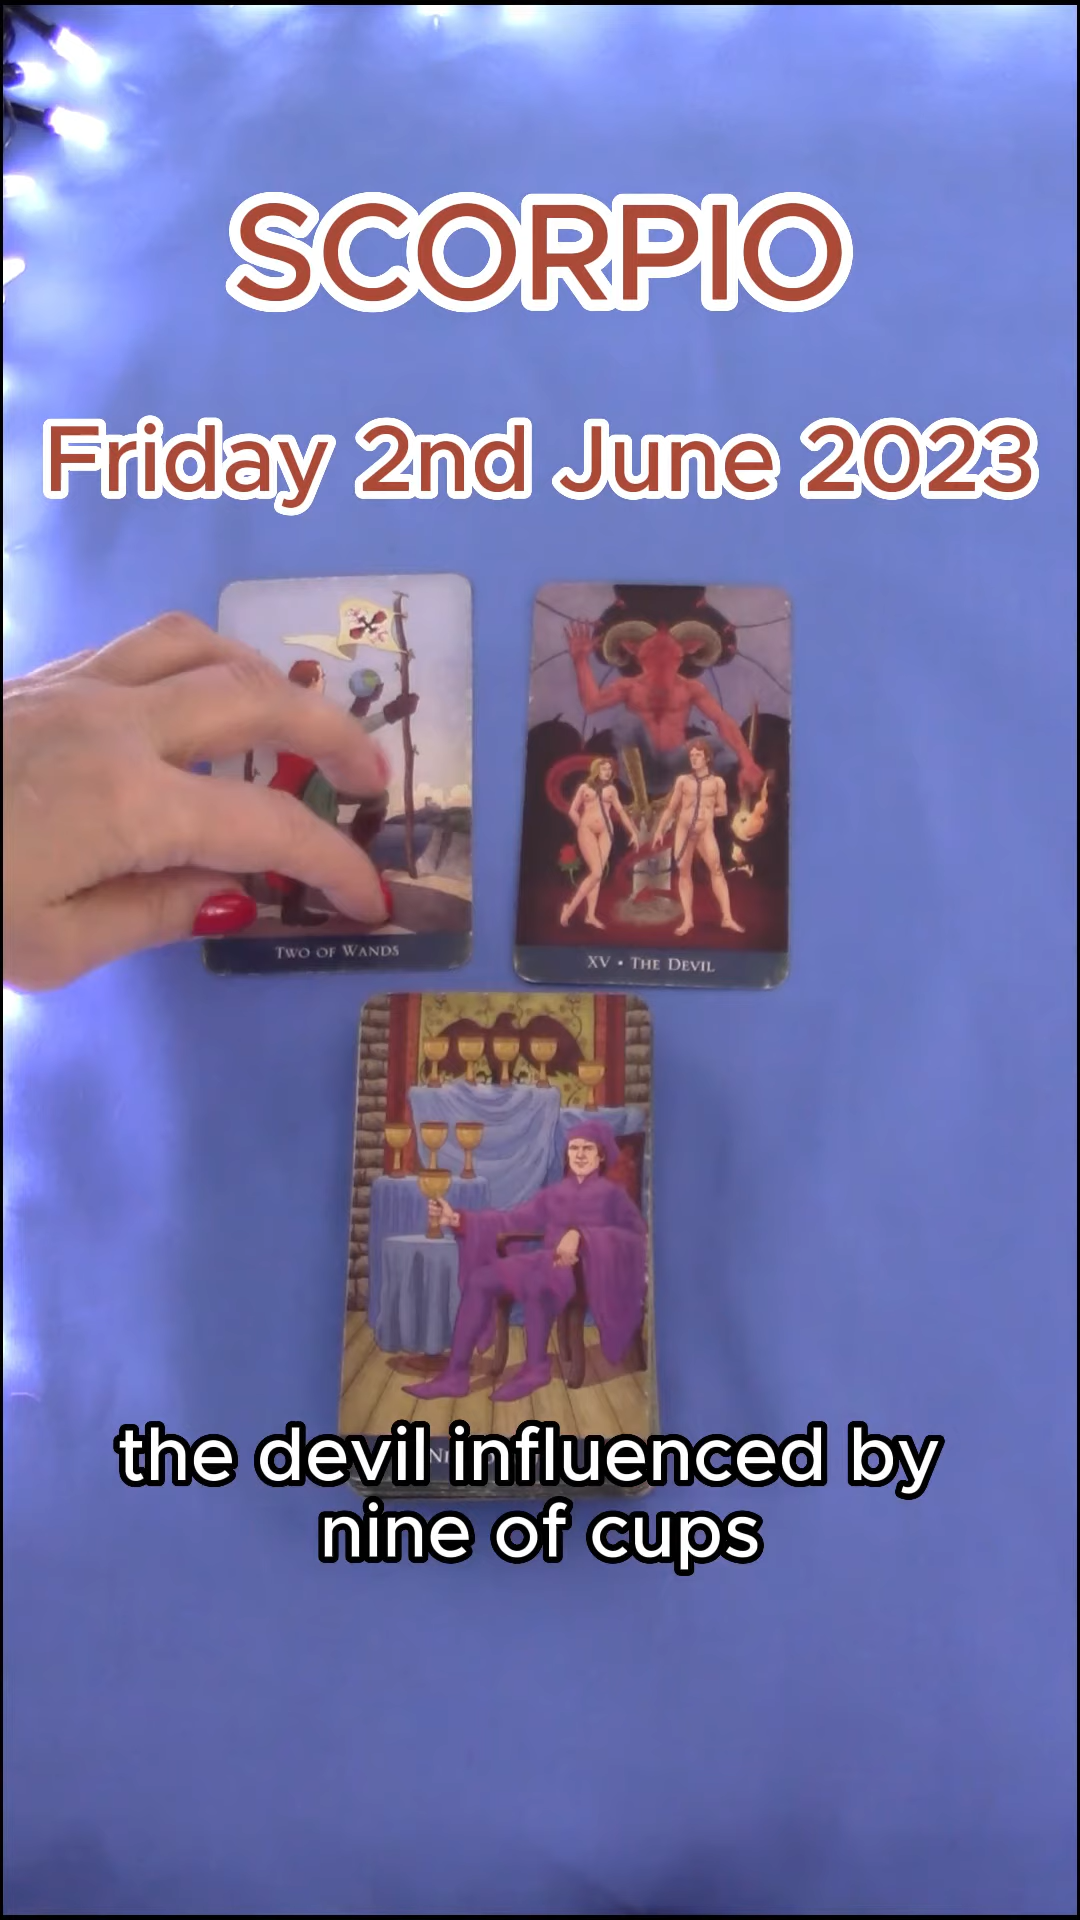 SCORPIO
Friday 2nd June 2023
TWO OF WANDS
XV • THE DEVIL
the devil influenced by
nine of cups